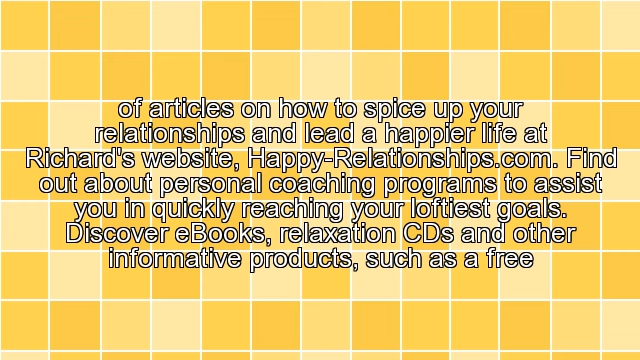 of articles on how to spice up your
relationships and lead a happier life at
Richard's website, Happy-Relationships.com. Find
out about personal coaching programs to assist
you in quickly reaching your loftiest goals.
Discover eBooks, relaxation CDs and other
informative products, such as a free